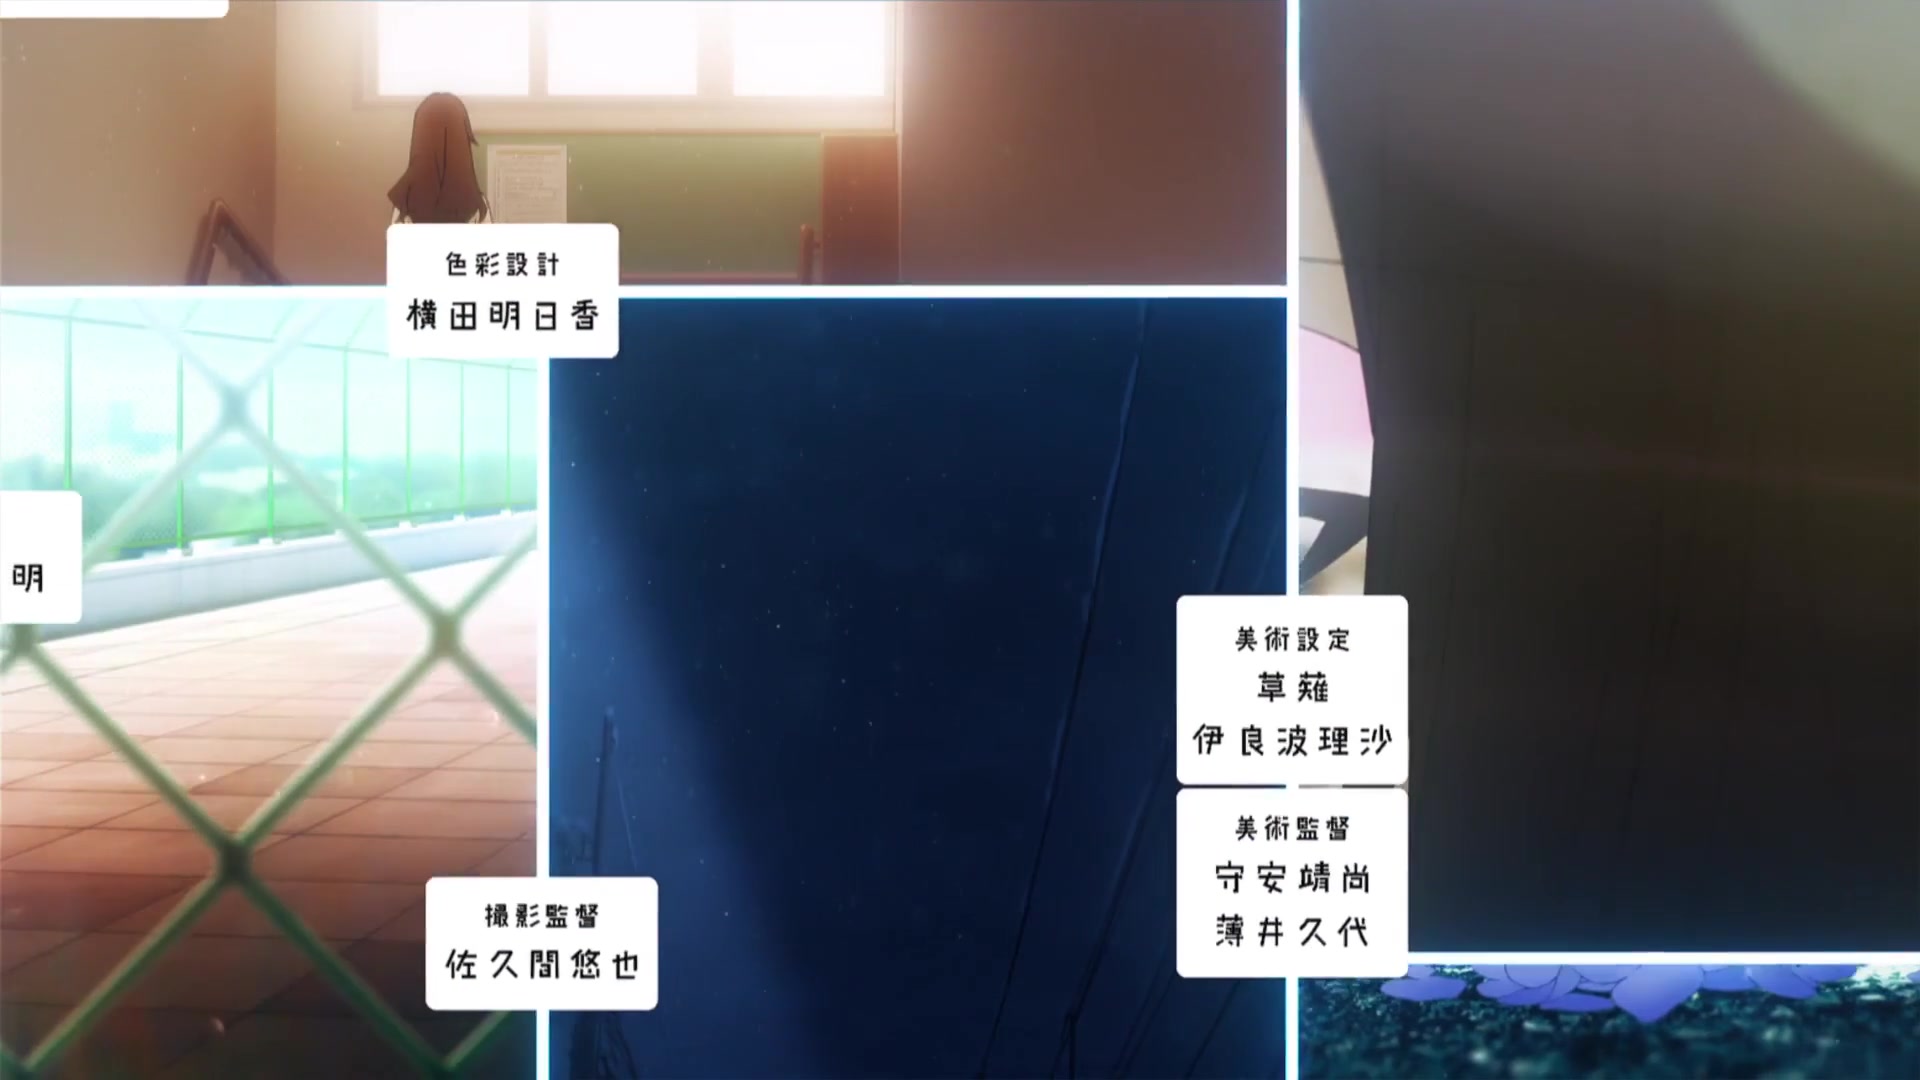 色彩設計
横田明日香
明
美術設定
草薙
伊良波理沙
美術監督
守安靖尚
薄井久代
撮影監督
佐久間悠也